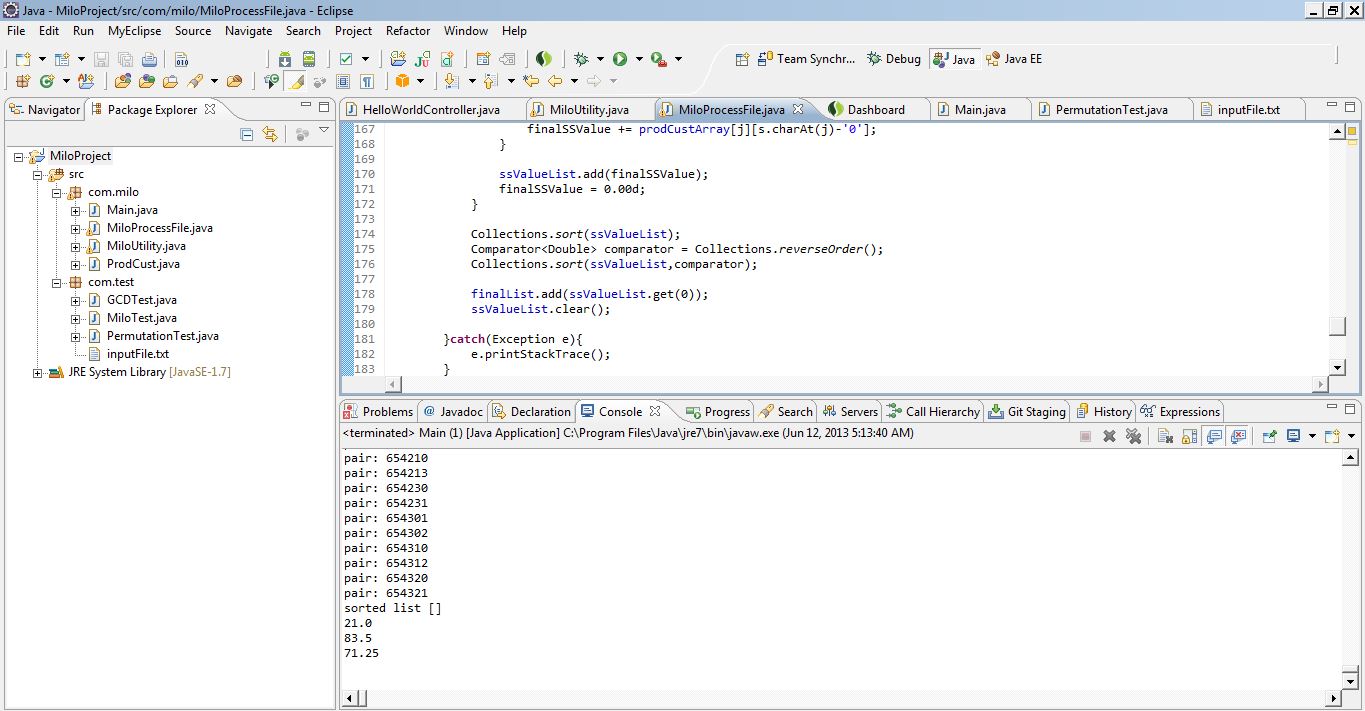 Java - MiloProject/src/com/milo/MiloProcessFile.java - Eclipse
File Edit Run MyEclipse Source Navigate Search Project Refactor Window Help
Team Synchr... Debug Java Java EE
Navigator Package Explorer
MiloProject
src
com.milo
Main.java
MiloProcessFile.java
MiloUtility.java
ProdCust.java
com.test
GCDTest.java
MiloTest.java
PermutationTest.java
inputFile.txt
JRE System Library [JavaSE-1.7]
HelloWorldController.java MiloUtility.java MiloProcessFile.java Dashboard Main.java PermutationTest.java inputFile.txt
167 finalSSValue += prodCustArray[j][s.charAt(j)-'0'];
168 }
169
170 ssValueList.add(finalSSValue);
171 finalSSValue = 0.00d;
172 }
173
174 Collections.sort(ssValueList);
175 Comparator<Double> comparator = Collections.reverseOrder();
176 Collections.sort(ssValueList,comparator);
177
178 finalList.add(ssValueList.get(0));
179 ssValueList.clear();
180
181 }catch(Exception e){
182 e.printStackTrace();
183 }
Problems @ Javadoc Declaration Console Progress Search Servers Call Hierarchy Git Staging History Expressions
<terminated> Main (1) [Java Application] C:\Program Files\Java\jre7\bin\javaw.exe (Jun 12, 2013 5:13:40 AM)
pair: 654210
pair: 654213
pair: 654230
pair: 654231
pair: 654301
pair: 654302
pair: 654310
pair: 654312
pair: 654320
pair: 654321
sorted list []
21.0
83.5
71.25